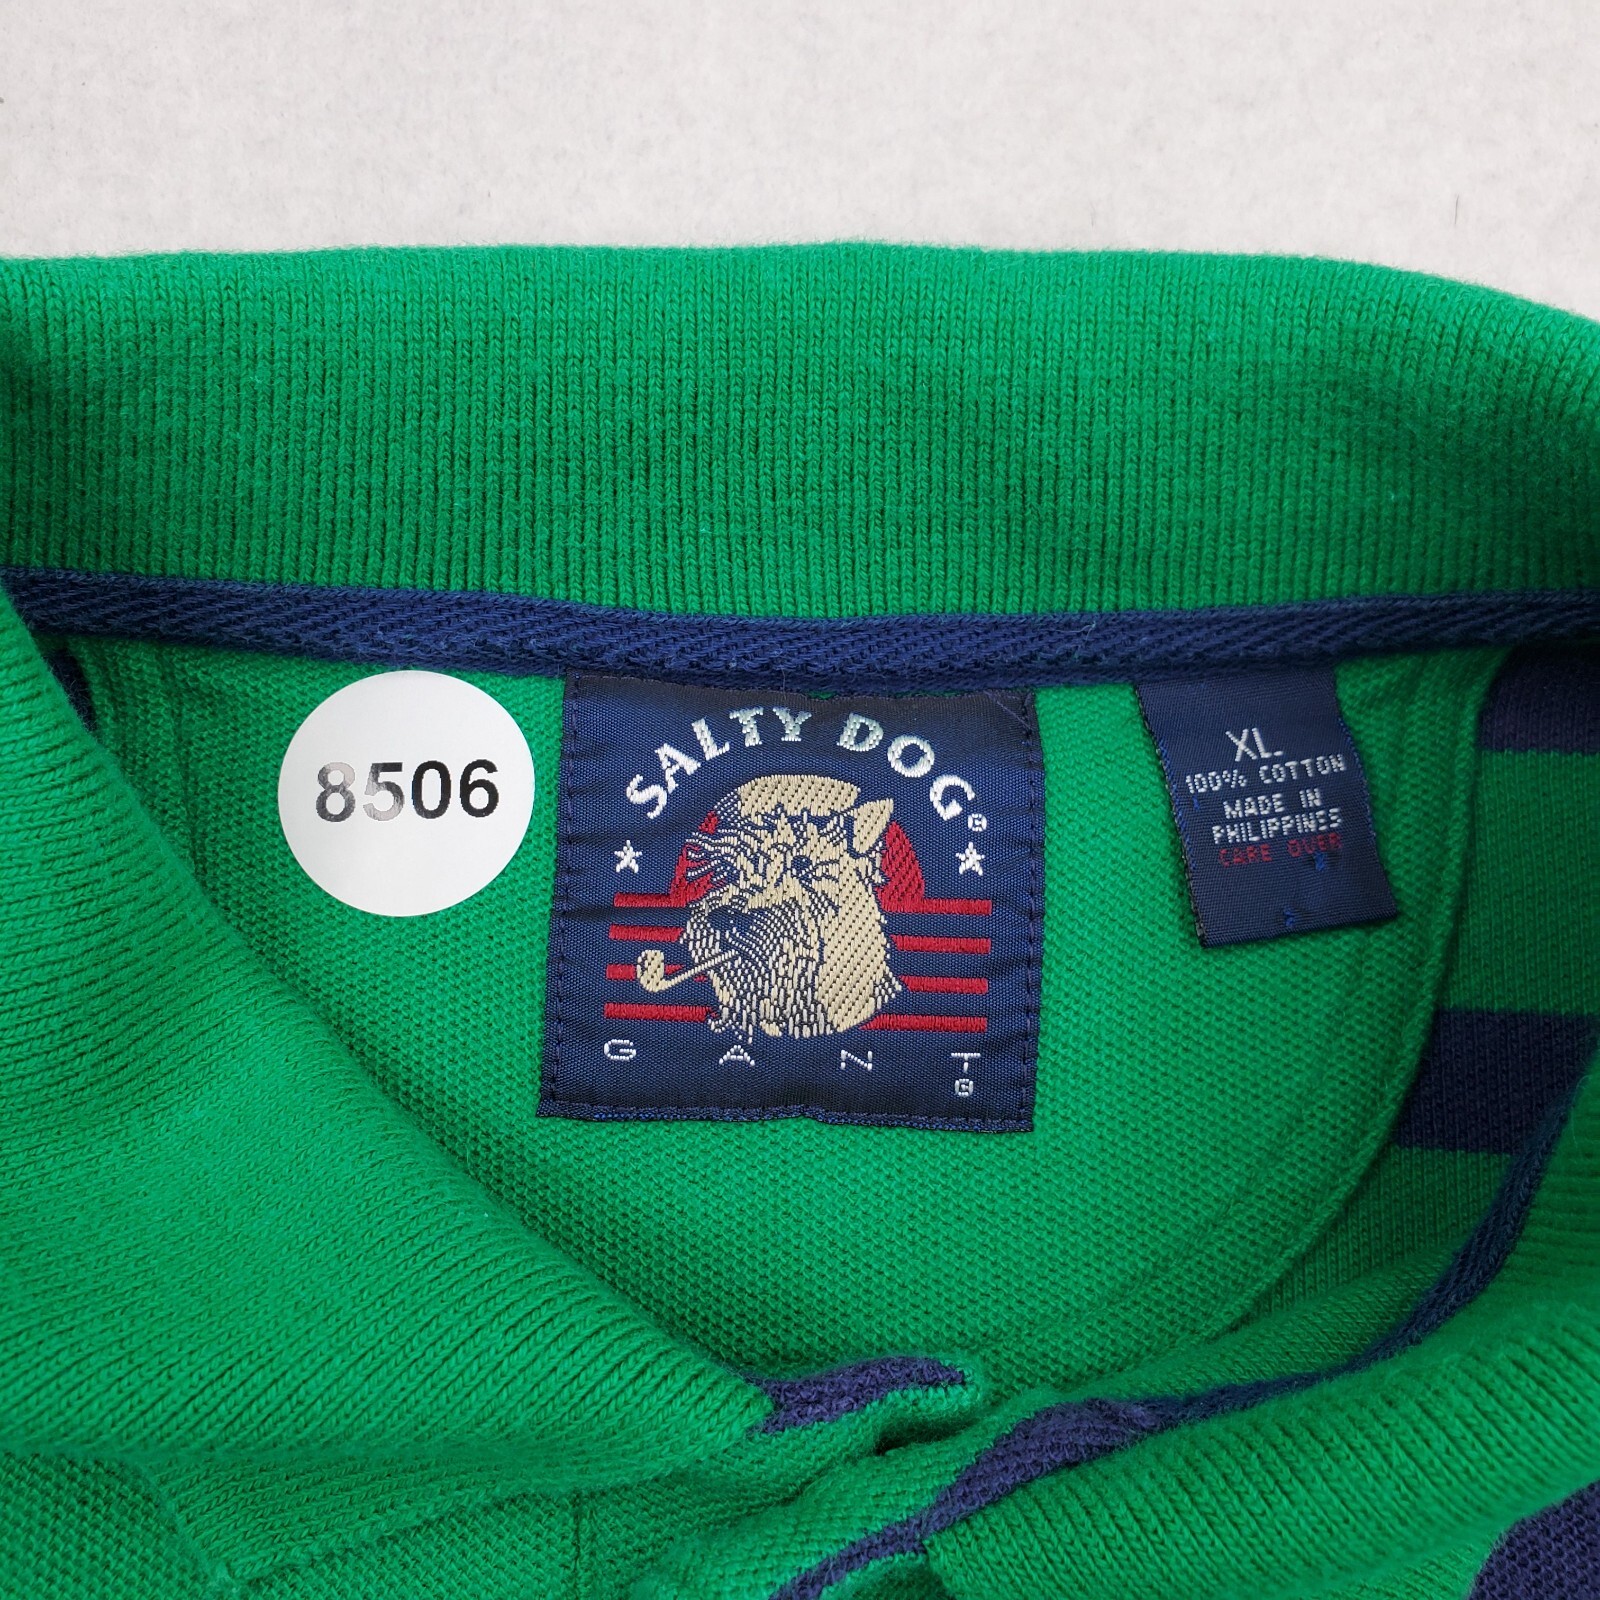 8506
SALTY DOG®
GANT®
XL
100% COTTON
MADE IN
PHILIPPINES
CARE OVER